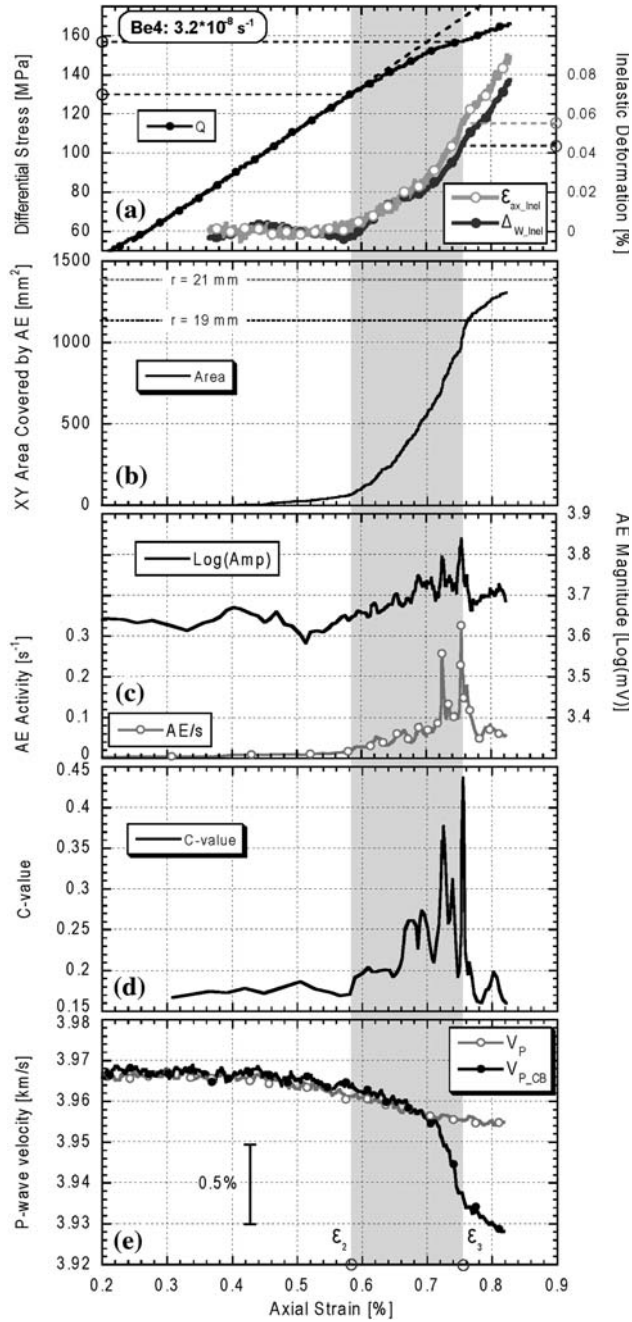 Be4: 3.2*10⁻⁸ s⁻¹
160
140
120
100
80
60
Differential Stress [MPa]
Q
(a)
0.08
0.06
0.04
0.02
0
Inelastic Deformation [%]
ε ax_Inel
Δ W_Inel
1500
1000
500
0
XY Area Covered by AE [mm²]
r = 21 mm
r = 19 mm
Area
(b)
Log(Amp)
0.3
0.2
0.1
0
AE Activity [s⁻¹]
(c)
AE/s
3.9
3.8
3.7
3.6
3.5
3.4
AE Magnitude [Log(mV)]
0.45
0.4
0.35
0.3
0.25
0.2
0.15
C-value
C-value
(d)
3.98
3.97
3.96
3.95
3.94
3.93
3.92
P-wave velocity [km/s]
V P
V P_CB
0.5%
(e)
ε₂
ε₃
0.2 0.3 0.4 0.5 0.6 0.7 0.8 0.9
Axial Strain [%]